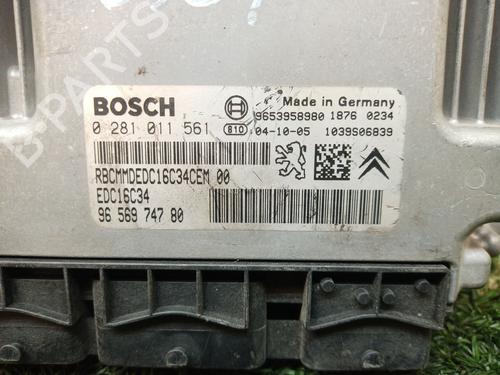 BOSCH
Made in Germany
9653958980 1876 0234
0 281 011 561 810 04-10-05 1039S06839
RBCMMDEDC16C34CEM 00
EDC16C34
96 569 747 80
B-PARTS